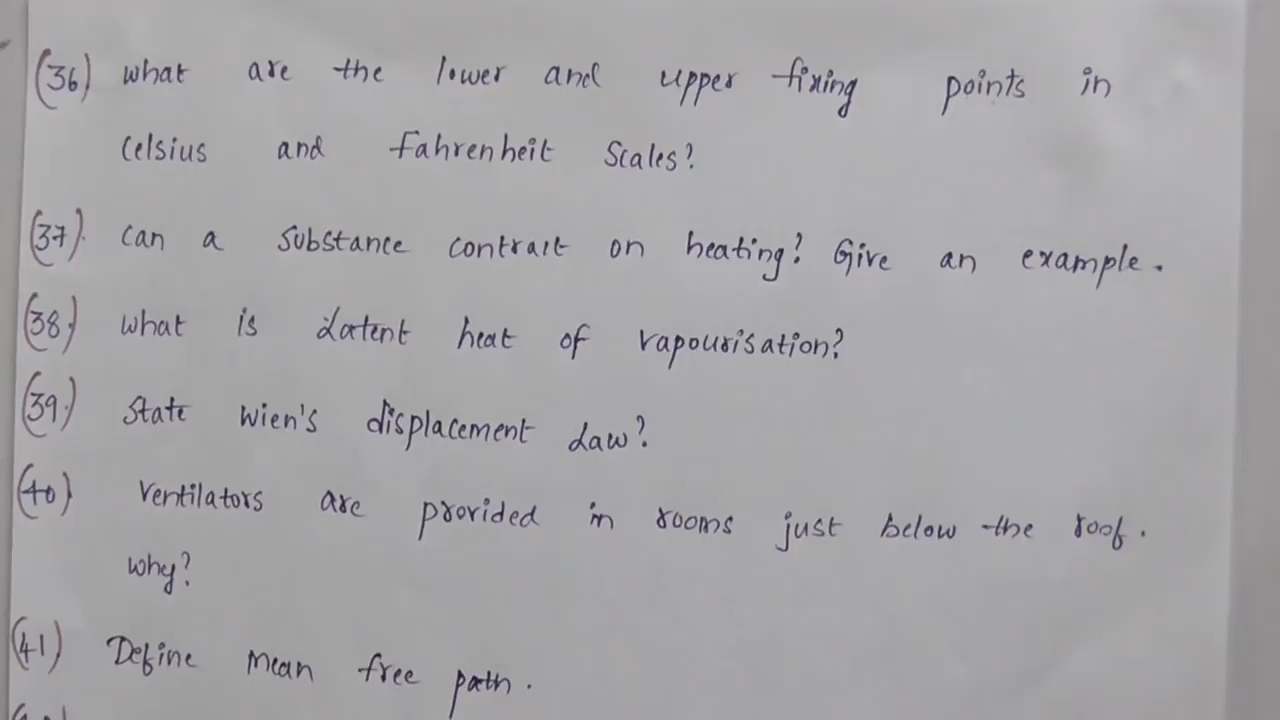 (36) what are the lower and upper fixing points in
Celsius and Fahrenheit Scales?
(37). can a substance contract on heating? Give an example.
(38.) what is Latent heat of vapourisation?
(39.) State Wien's displacement Law?
(40) Ventilators are provided in rooms just below the roof.
why?
(41) Define mean free path.